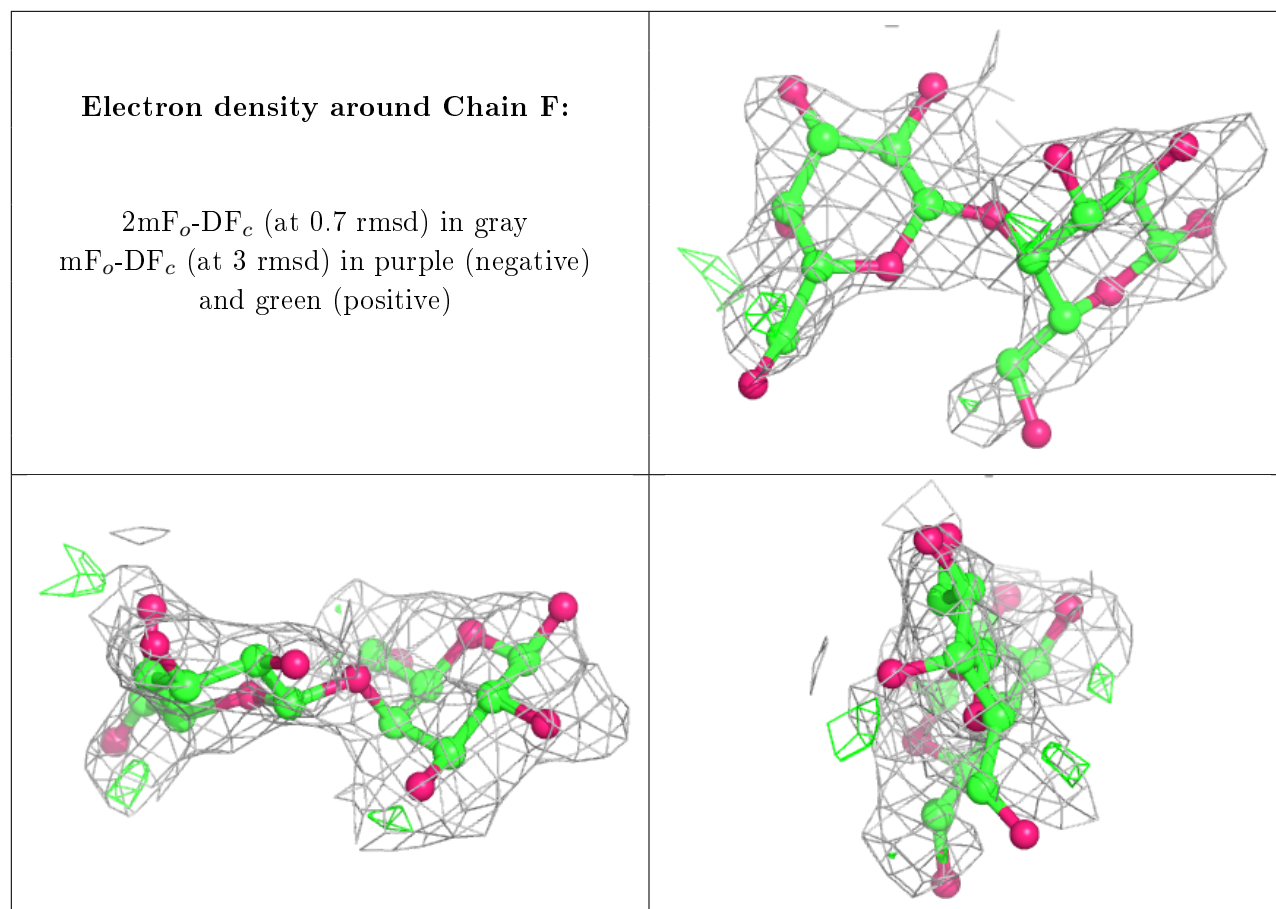 Electron density around Chain F:
2mFo-DFc (at 0.7 rmsd) in gray
mFo-DFc (at 3 rmsd) in purple (negative)
and green (positive)